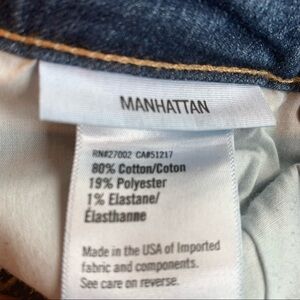 MANHATTAN
RN#27002 CA#51217
80% Cotton/Coton
19% Polyester
1% Elastane/
Élasthanne
Made in the USA of Imported
fabric and components.
See care on reverse.